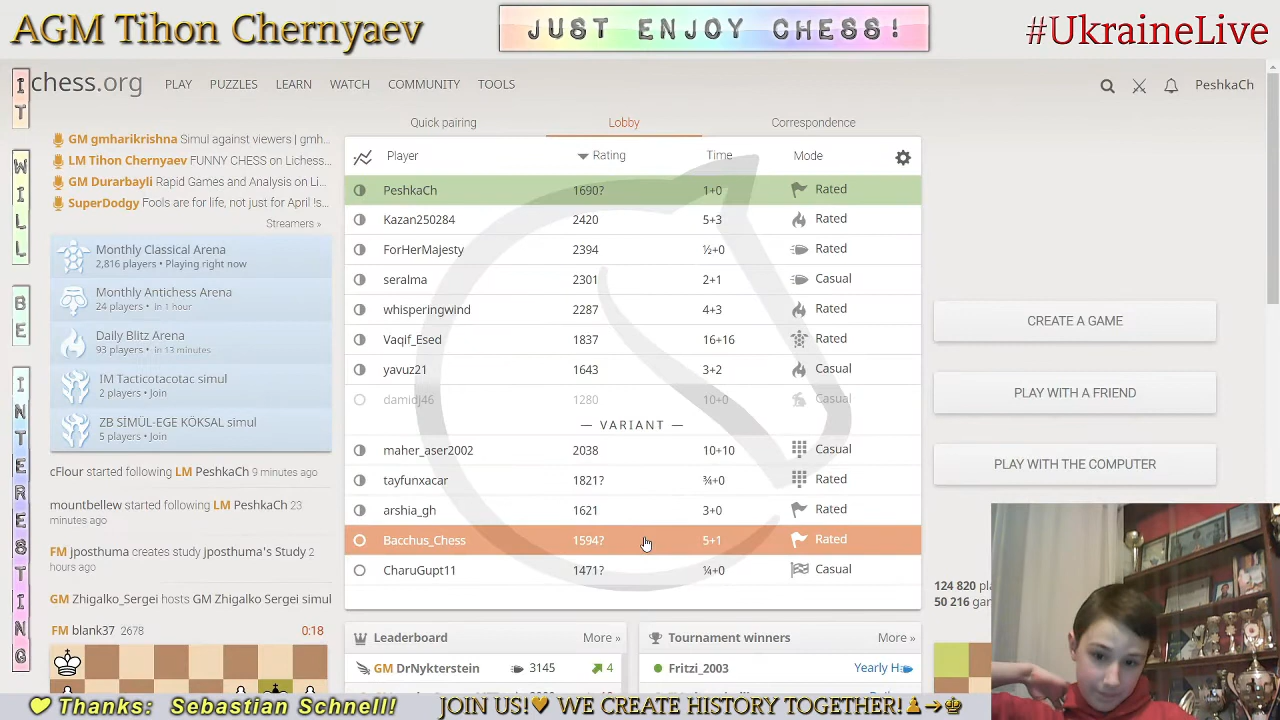 AGM Tihon Chernyaev
JUST ENJOY CHESS!
#UkraineLive
IT WILL BE INTERESTING
chess.org
PLAY PUZZLES LEARN WATCH COMMUNITY TOOLS
PeshkaCh
GM gmharikrishna Simul against viewers | gmh...
LM Tihon Chernyaev FUNNY CHESS on Lichess...
GM Durarbayli Rapid Games and Analysis on Li...
SuperDodgy Fools are for life, not just for April !s...
Streamers »
Monthly Classical Arena
2,816 players • Playing right now
Monthly Antichess Arena
24 players • In 1 hour
Daily Blitz Arena
93 players • in 13 minutes
IM Tacticotacotac simul
2 players • Join
ZB SİMÜL-EGE KÖKSAL simul
5 players • Join
cFlour started following LM PeshkaCh 9 minutes ago
mountbellew started following LM PeshkaCh 23
minutes ago
FM jposthuma creates study jposthuma's Study 2
hours ago
GM Zhigalko_Sergei hosts GM Zhigalko Sergei simul
FM blank37 2678 0:18
Quick pairing Lobby Correspondence
Player Rating Time Mode
PeshkaCh 1690? 1+0 Rated
Kazan250284 2420 5+3 Rated
ForHerMajesty 2394 ½+0 Rated
seralma 2301 2+1 Casual
whisperingwind 2287 4+3 Rated
Vaqif_Esed 1837 16+16 Rated
yavuz21 1643 3+2 Casual
damidj46 1280 10+0 Casual
— VARIANT —
maher_aser2002 2038 10+10 Casual
tayfunxacar 1821? ¾+0 Rated
arshia_gh 1621 3+0 Rated
Bacchus_Chess 1594? 5+1 Rated
CharuGupt11 1471? ¼+0 Casual
Leaderboard More »
GM DrNykterstein 3145 4
Tournament winners More »
Fritzi_2003 Yearly H
CREATE A GAME
PLAY WITH A FRIEND
PLAY WITH THE COMPUTER
124 820
50 216
Thanks: Sebastian Schnell!
JOIN US! WE CREATE HISTORY TOGETHER!